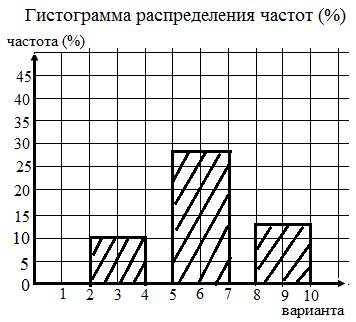 Гистограмма распределения частот (%)
частота (%)
45
40
35
30
25
20
15
10
5
0
1 2 3 4 5 6 7 8 9 10
варианта